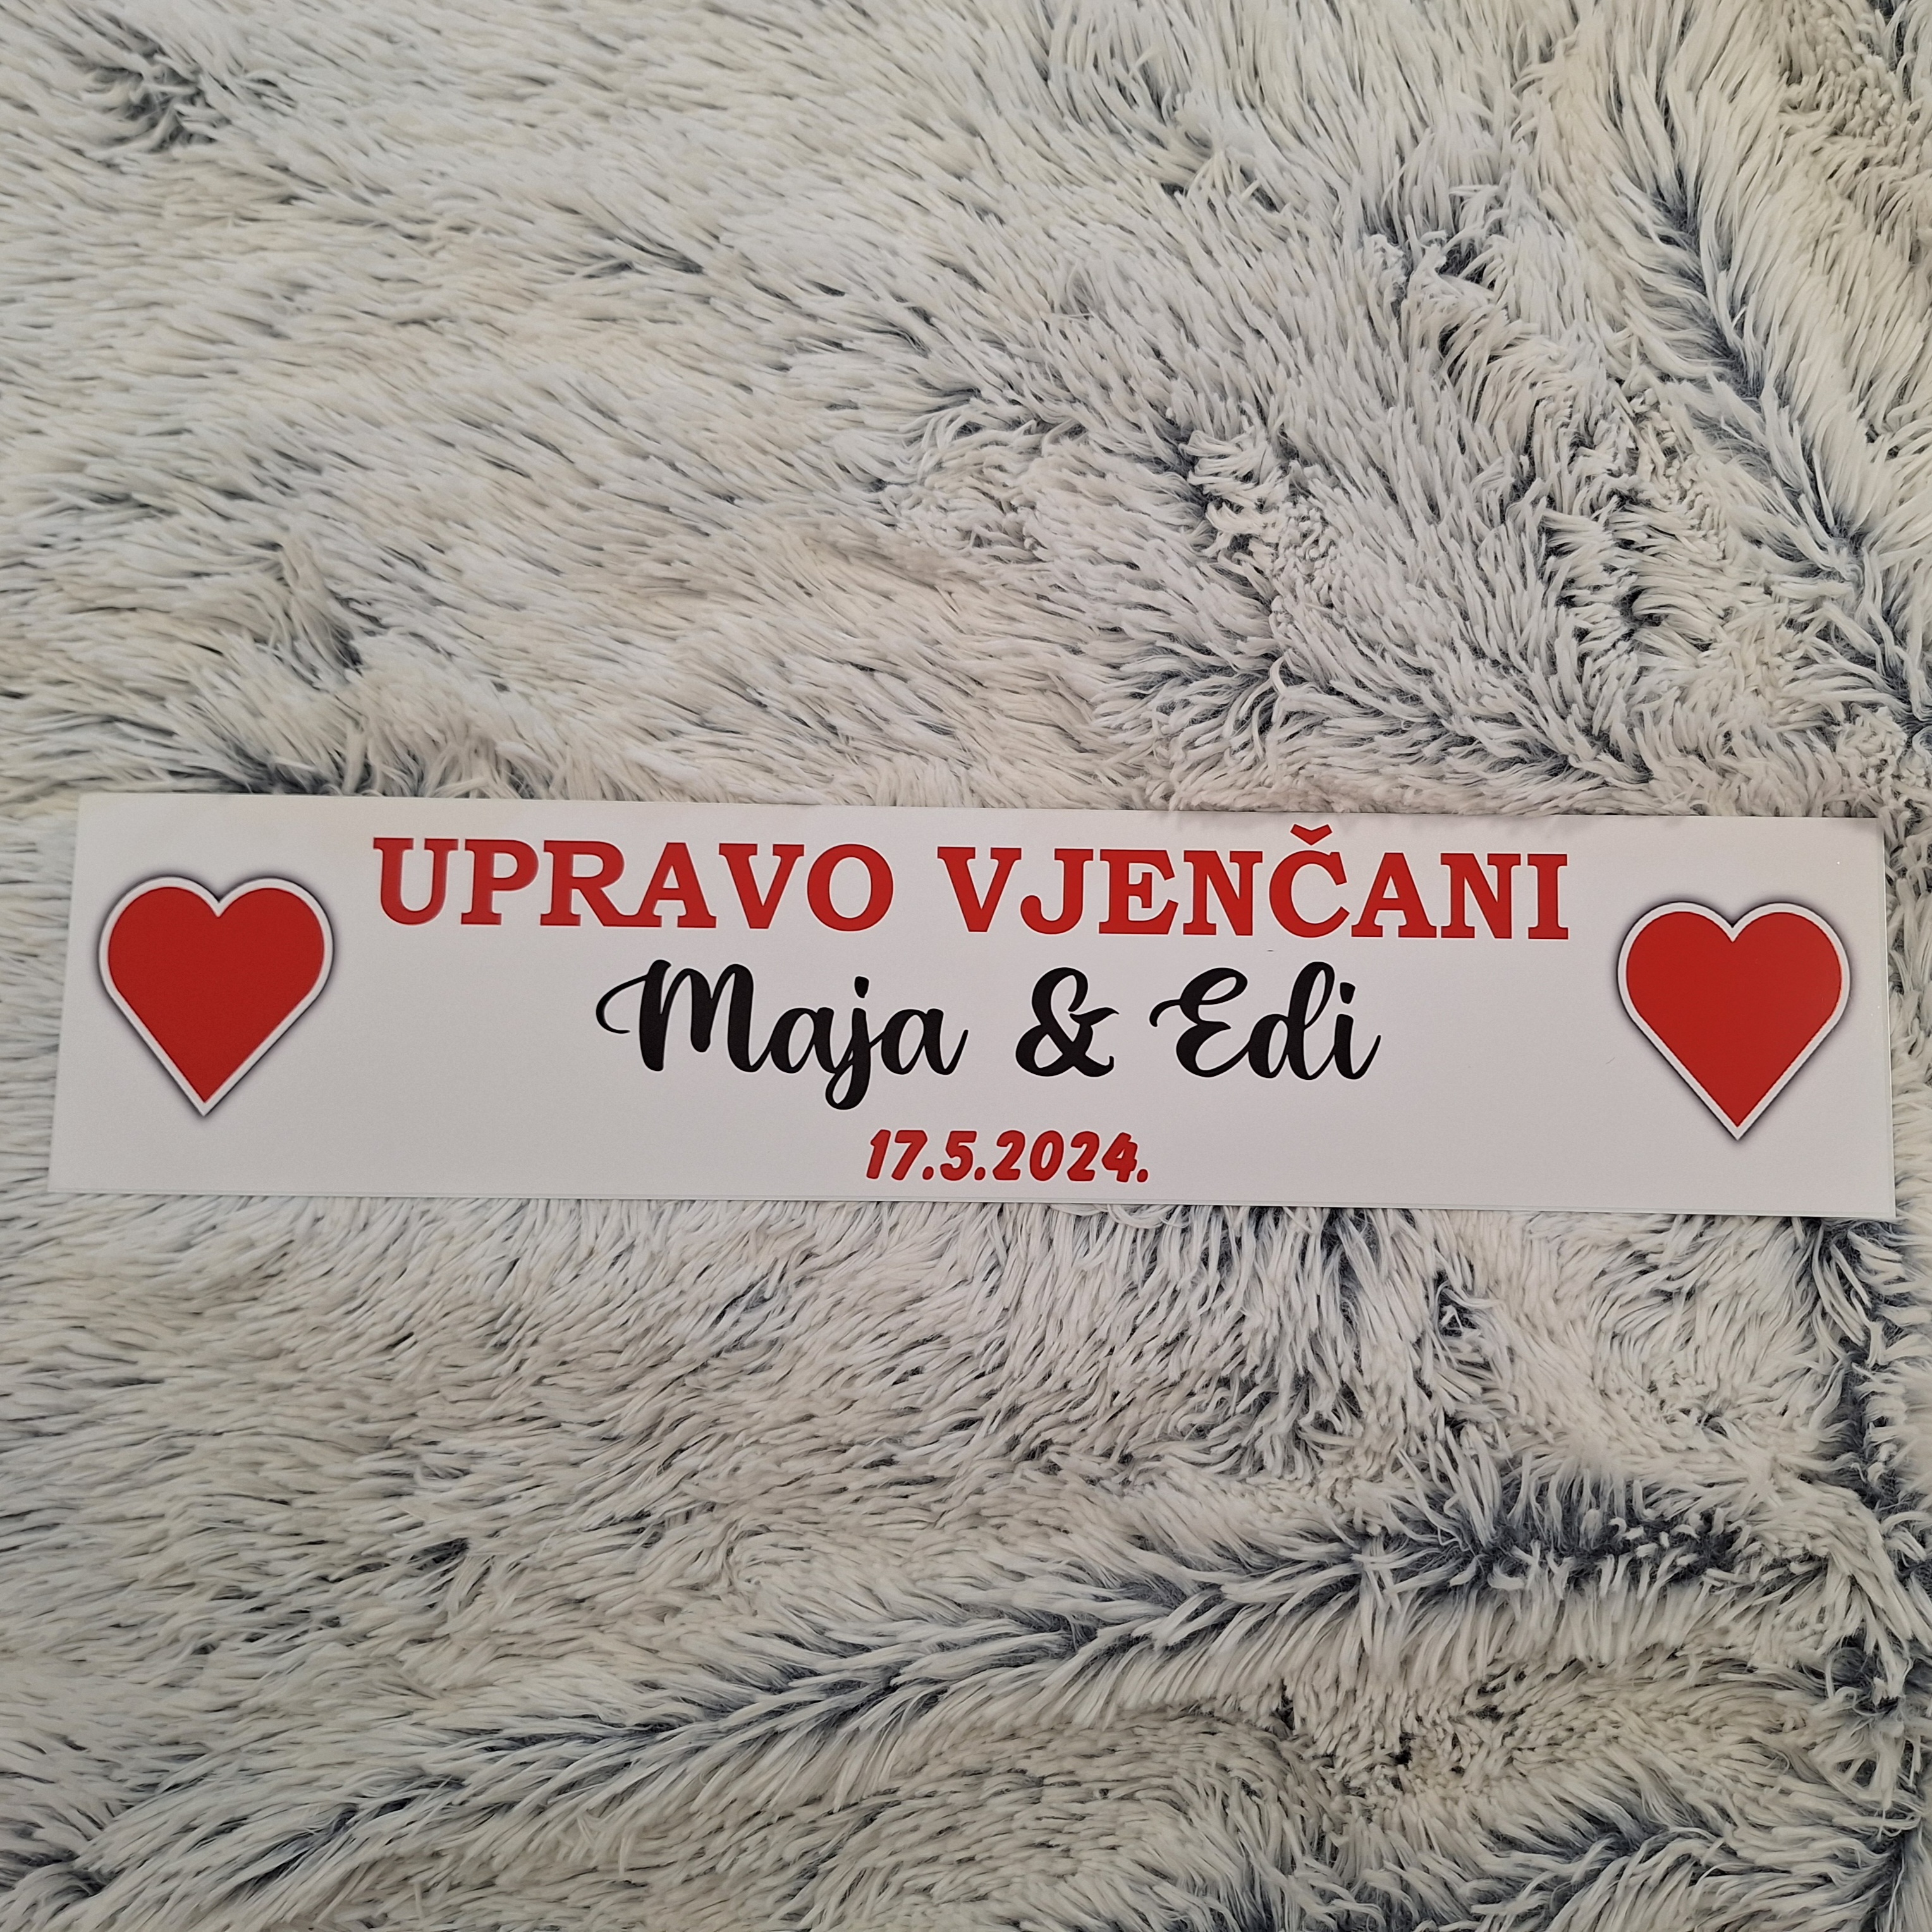 UPRAVO VJENČANI
Maja & Edi
17.5.2024.